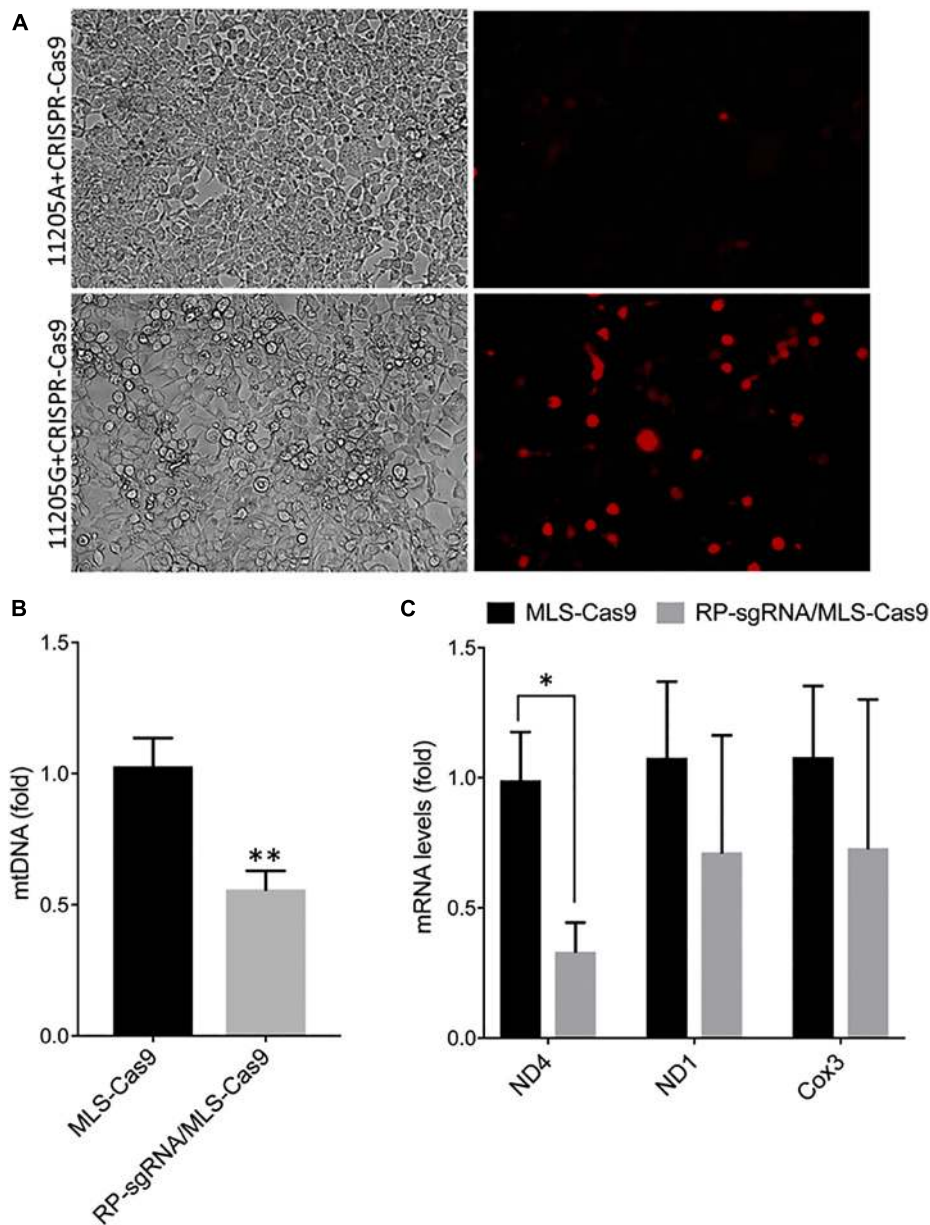 A
11205A+CRISPR-Cas9
11205G+CRISPR-Cas9
B
mtDNA (fold)
1.5
1.0
0.5
0.0
**
MLS-Cas9
RP-sgRNA/MLS-Cas9
C
MLS-Cas9 RP-sgRNA/MLS-Cas9
mRNA levels (fold)
1.5
1.0
0.5
0.0
*
ND4 ND1 Cox3